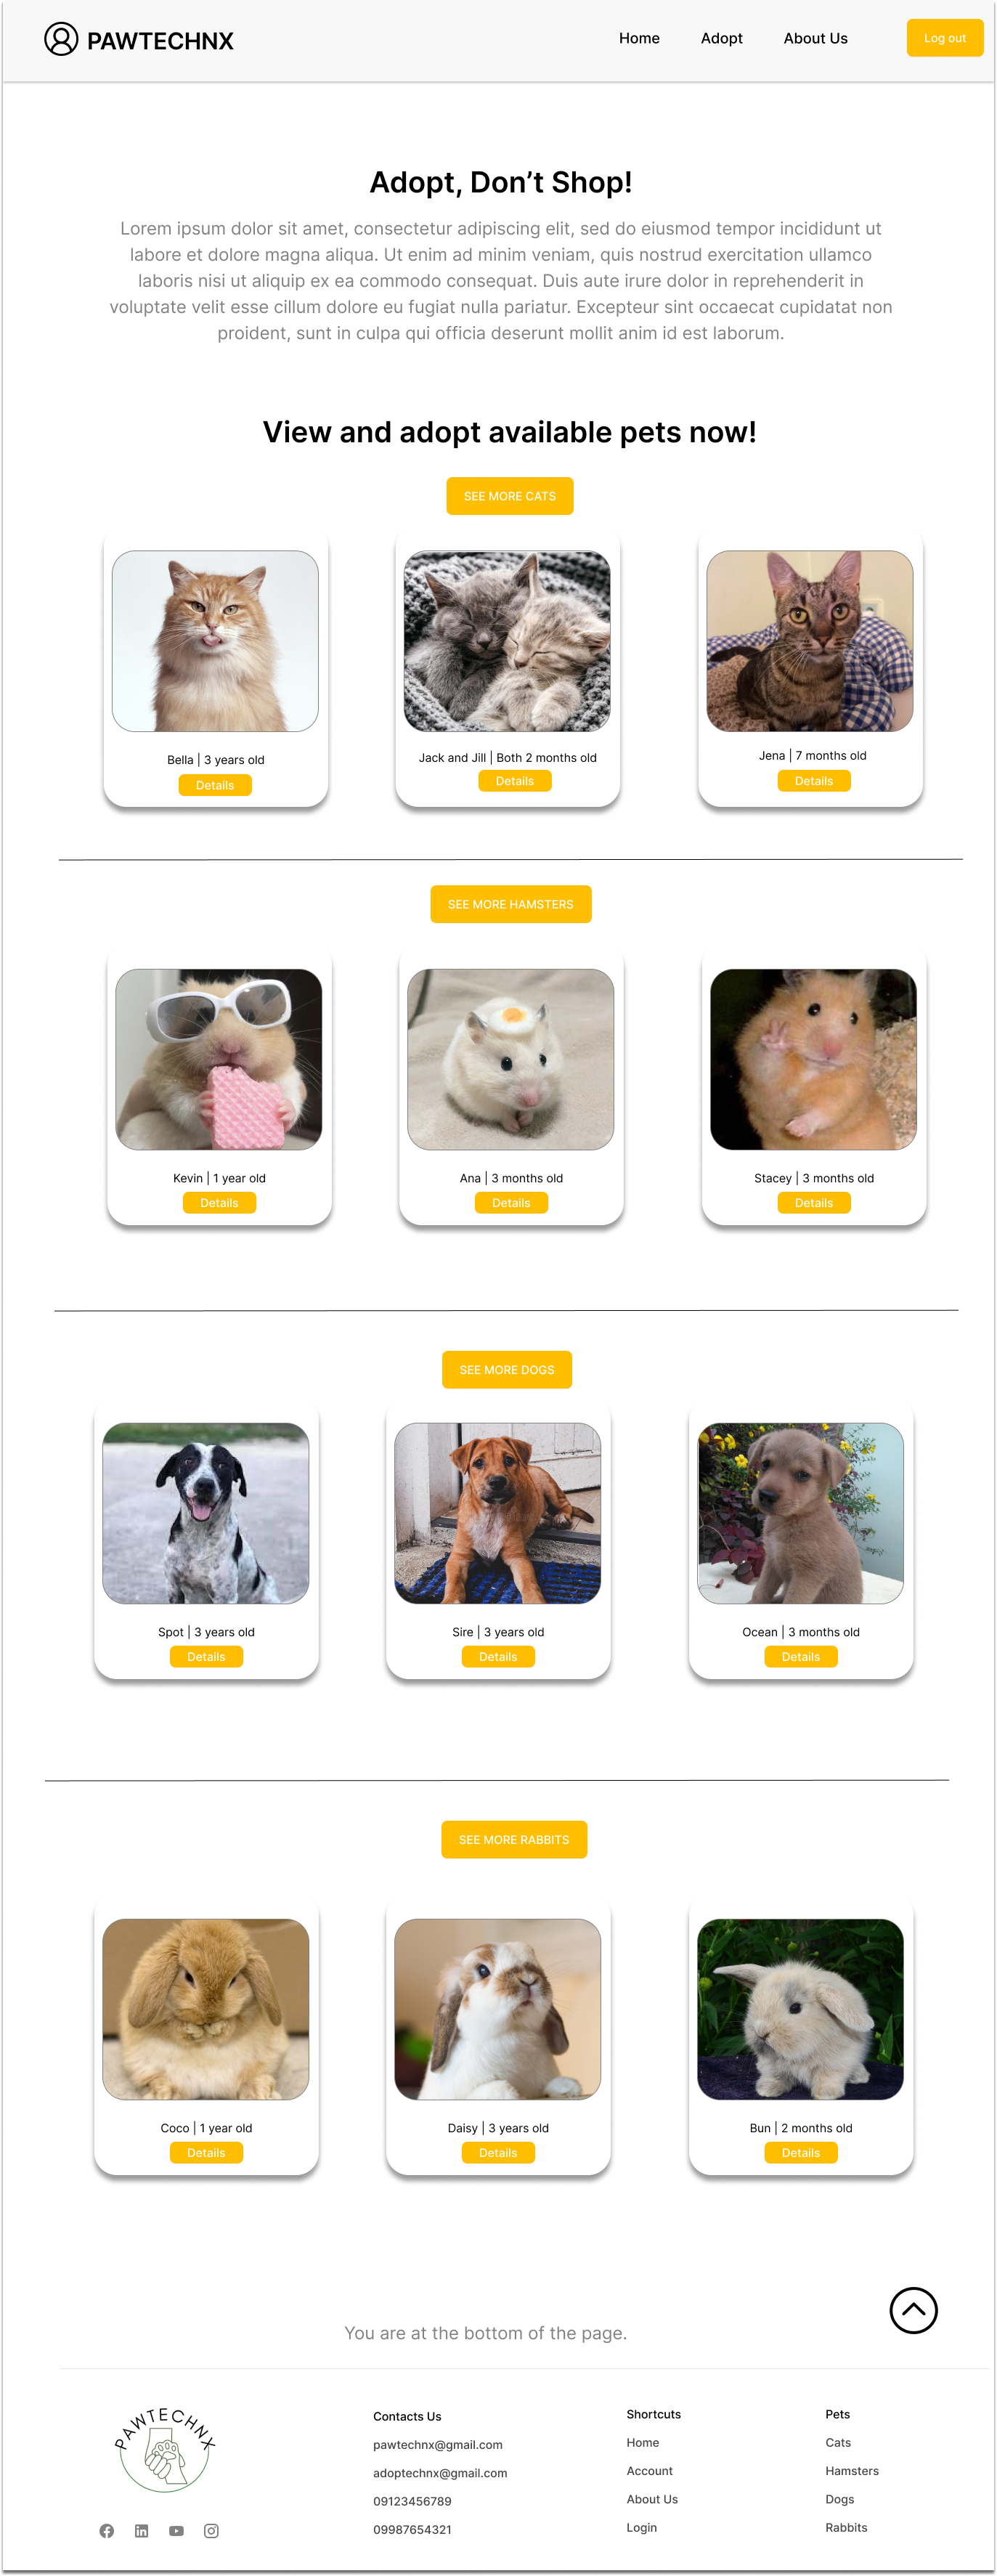 PAWTECHNX
Home
Adopt
About Us
Log out
Adopt, Don’t Shop!
Lorem ipsum dolor sit amet, consectetur adipiscing elit, sed do eiusmod tempor incididunt ut
labore et dolore magna aliqua. Ut enim ad minim veniam, quis nostrud exercitation ullamco
laboris nisi ut aliquip ex ea commodo consequat. Duis aute irure dolor in reprehenderit in
voluptate velit esse cillum dolore eu fugiat nulla pariatur. Excepteur sint occaecat cupidatat non
proident, sunt in culpa qui officia deserunt mollit anim id est laborum.
View and adopt available pets now!
SEE MORE CATS
Bella | 3 years old
Details
Jack and Jill | Both 2 months old
Details
Jena | 7 months old
Details
SEE MORE HAMSTERS
Kevin | 1 year old
Details
Ana | 3 months old
Details
Stacey | 3 months old
Details
SEE MORE DOGS
Spot | 3 years old
Details
Sire | 3 years old
Details
Ocean | 3 months old
Details
SEE MORE RABBITS
Coco | 1 year old
Details
Daisy | 3 years old
Details
Bun | 2 months old
Details
You are at the bottom of the page.
PAWTECHNX
Contacts Us
pawtechnx@gmail.com
adoptechnx@gmail.com
09123456789
09987654321
Shortcuts
Home
Account
About Us
Login
Pets
Cats
Hamsters
Dogs
Rabbits